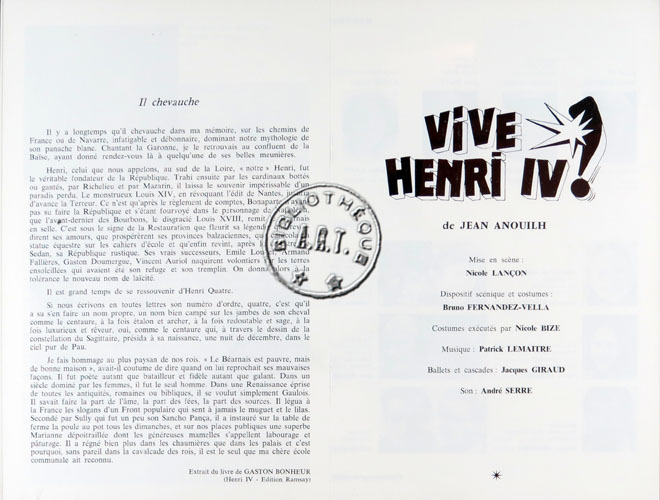 Il chevauche
Il y a longtemps qu'il chevauche dans ma mémoire, sur les chemins de
France ou de Navarre, infatigable et débonnaire, dominant notre mythologie de
son panache blanc. Chantant la Garonne, je le retrouvais au confluent de la
Baïse, ayant donné rendez-vous là à quelqu'une de ses belles meunières.
Henri, celui que nous appelons, au sud de la Loire, « notre » Henri, fut
le véritable fondateur de la République. Trahi ensuite par les cardinaux bottés
ou gantés, par Richelieu et par Mazarin, il laissa le souvenir impérissable d'un
paradis perdu. Le monstrueux Louis XIV, en révoquant l'édit de Nantes,
d'avance la Terreur. Ce n'est qu'après le règlement de comptes, Bonaparte
pas su faire la République et s'étant fourvoyé dans le personnage de
que l'avant-dernier des Bourbons, le disgracié Louis XVIII, remit
en selle. C'est sous le signe de la Restauration que fleurit sa légende
dirent ses amours, que prospérèrent ses provinces balzaciennes, qu'
statue équestre sur les cahiers d'école et qu'enfin revint, après
Sedan, sa République rustique. Ses vrais successeurs, Emile Loubet, Armand
Fallières, Gaston Doumergue, Vincent Auriol naquirent volontiers terres
ensoleillées qui avaient été son refuge et son tremplin. On donna alors à la
tolérance le nouveau nom de laïcité.
Il est grand temps de se ressouvenir d'Henri Quatre.
Si nous écrivons en toutes lettres son numéro d'ordre, quatre, c'est qu'il
a su s'en faire un nom propre, un nom bien campé sur les jambes de son cheval
comme le centaure, à la fois étalon et archer, à la fois redoutable et sage, à la
fois luxurieux et rêveur, oui, comme le centaure qui, à travers le dessin de la
constellation du Sagittaire, présida à sa naissance, une nuit de décembre, dans le
ciel pur de Pau.
Je fais hommage au plus paysan de nos rois. « Le Béarnais est pauvre, mais
de bonne maison », avait-il coutume de dire quand on lui reprochait ses mauvaises
façons. Il fut poète autant que batailleur et fidèle autant que galant. Dans un
siècle dominé par les femmes, il fut le seul homme. Dans une Renaissance éprise
de toutes les antiquités, romaines ou bibliques, il se voulut simplement Gaulois.
Il savait faire la part de l'âme, la part des fées, la part des sources. Il légua à
la France les slogans d'un Front populaire qui sent à jamais le muguet et le lilas.
Secondé par Sully qui fut un peu son Sancho Pança, il a instauré sur la table de
ferme la poule au pot tous les dimanches, et sur nos places publiques une superbe
Marianne dépoitraillée dont les généreuses mamelles s'appellent labourage et
pâturage. Il a régné bien plus dans les chaumières que dans les palais et c'est
pourquoi, sans pareil dans la cavalcade des rois, il est le seul que ma chère école
communale ait reconnu.
Extrait du livre de GASTON BONHEUR
(Henri IV - Edition Ramsay)
BIBLIOTHÈQUE
A.R.T.
VIVE
HENRI IV!
de JEAN ANOUILH
Mise en scène :
Nicole LANÇON
Dispositif scénique et costumes :
Bruno FERNANDEZ-VELLA
Costumes exécutés par Nicole BIZE
Musique : Patrick LEMAITRE
Ballets et cascades : Jacques GIRAUD
Son : André SERRE